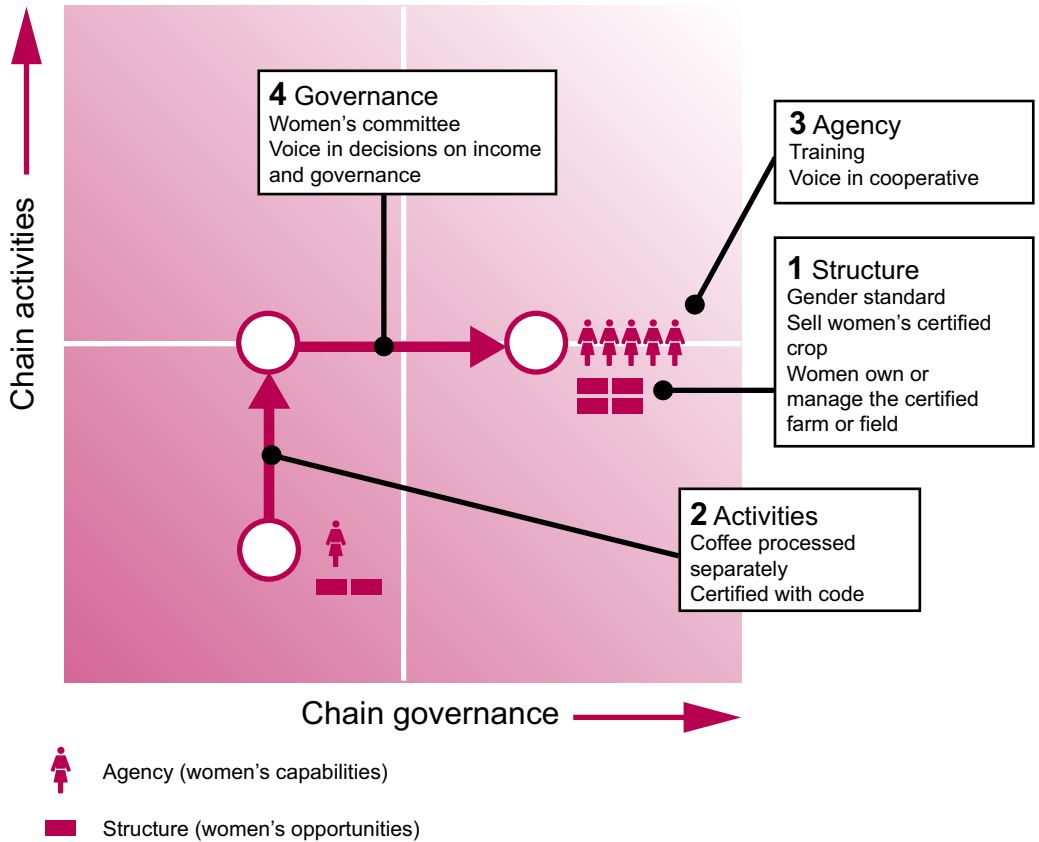 Chain activities
4 Governance
Women's committee
Voice in decisions on income
and governance
3 Agency
Training
Voice in cooperative
1 Structure
Gender standard
Sell women's certified
crop
Women own or
manage the certified
farm or field
2 Activities
Coffee processed
separately
Certified with code
Chain governance
Agency (women's capabilities)
Structure (women's opportunities)